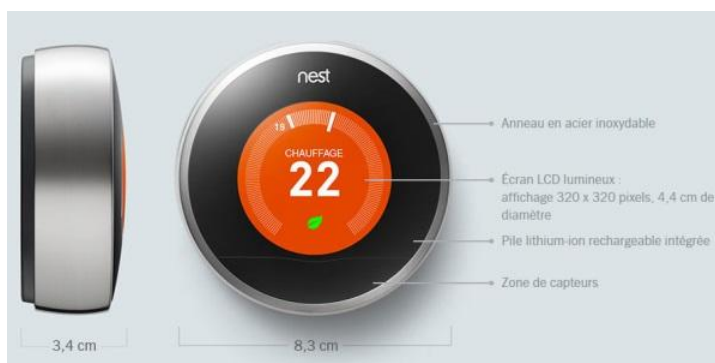 nest
19
CHAUFFAGE
22
Anneau en acier inoxydable
Écran LCD lumineux :
affichage 320 x 320 pixels, 4,4 cm de
diamètre
Pile lithium-ion rechargeable intégrée
Zone de capteurs
3,4 cm
8,3 cm